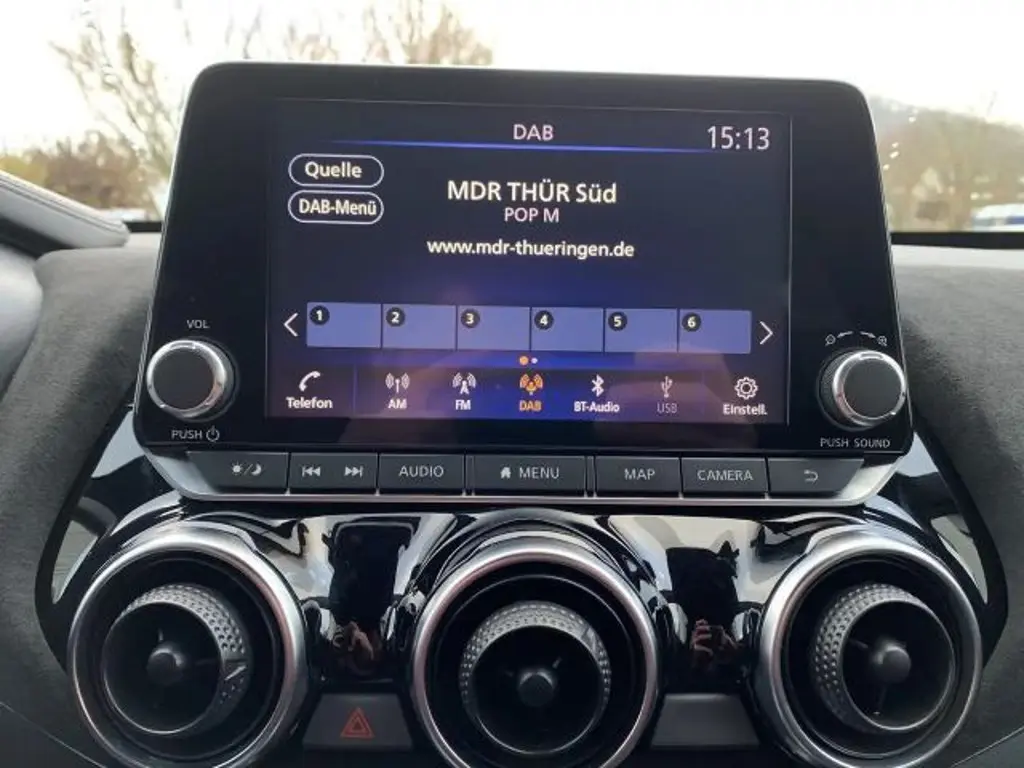 DAB
15:13
Quelle
DAB-Menü
MDR THÜR Süd
POP M
www.mdr-thueringen.de
1 2 3 4 5 6
Telefon AM FM DAB BT-Audio USB Einstell.
VOL
PUSH
PUSH SOUND
AUDIO MENU MAP CAMERA